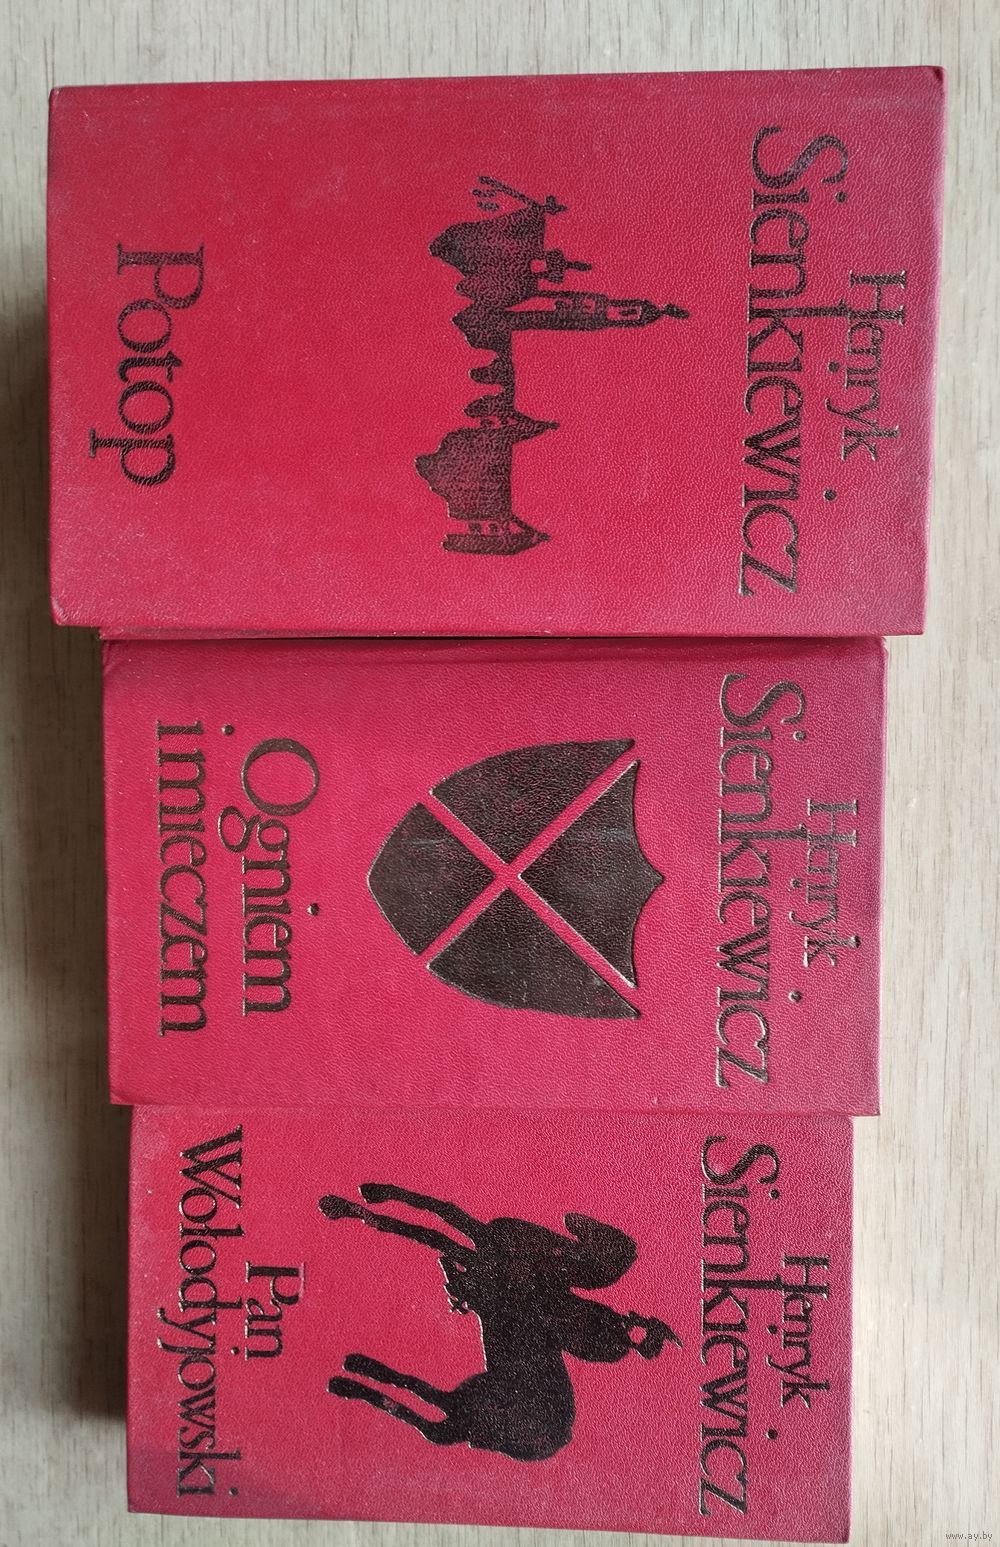 Henryk
Sienkiewicz
Potop
Henryk
Sienkiewicz
Ogniem
i mieczem
Henryk
Sienkiewicz
Pan
Wołodyjowski
www.ay.by